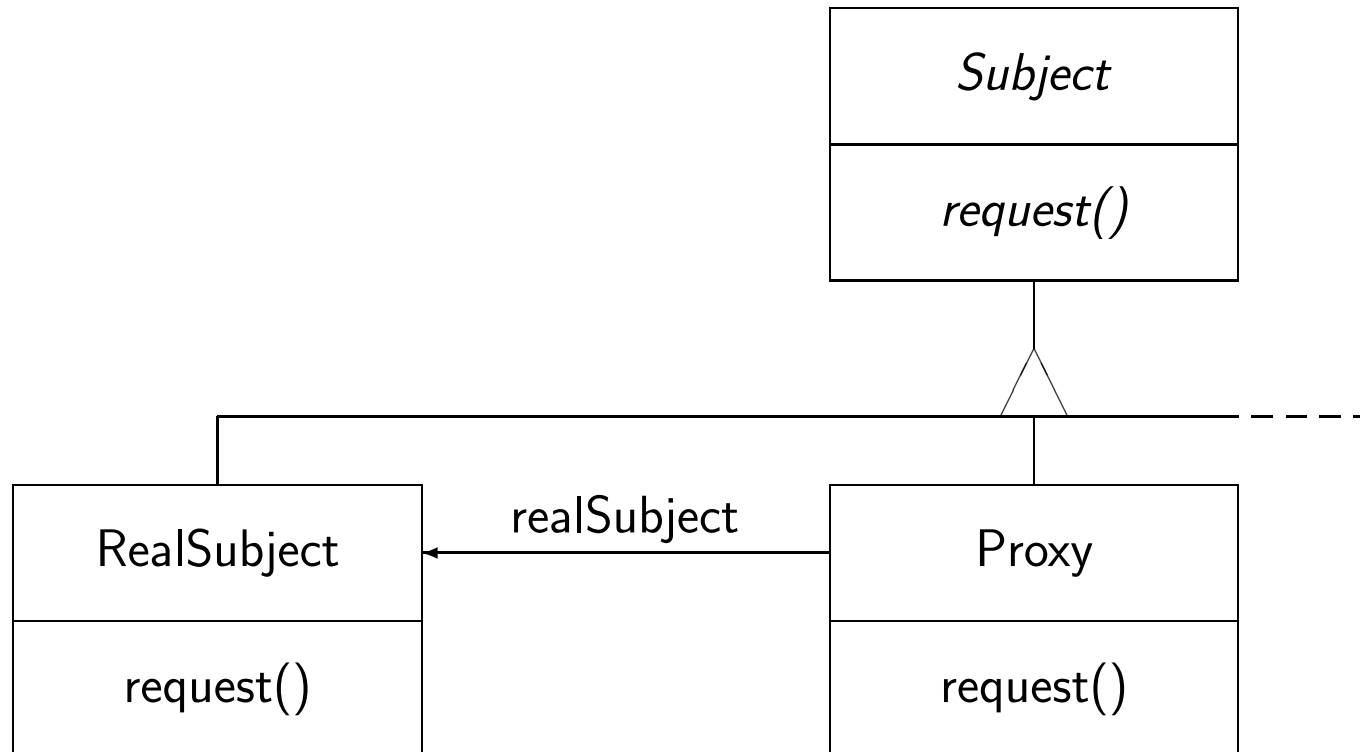 Subject
request()
realSubject
RealSubject
Proxy
request()
request()